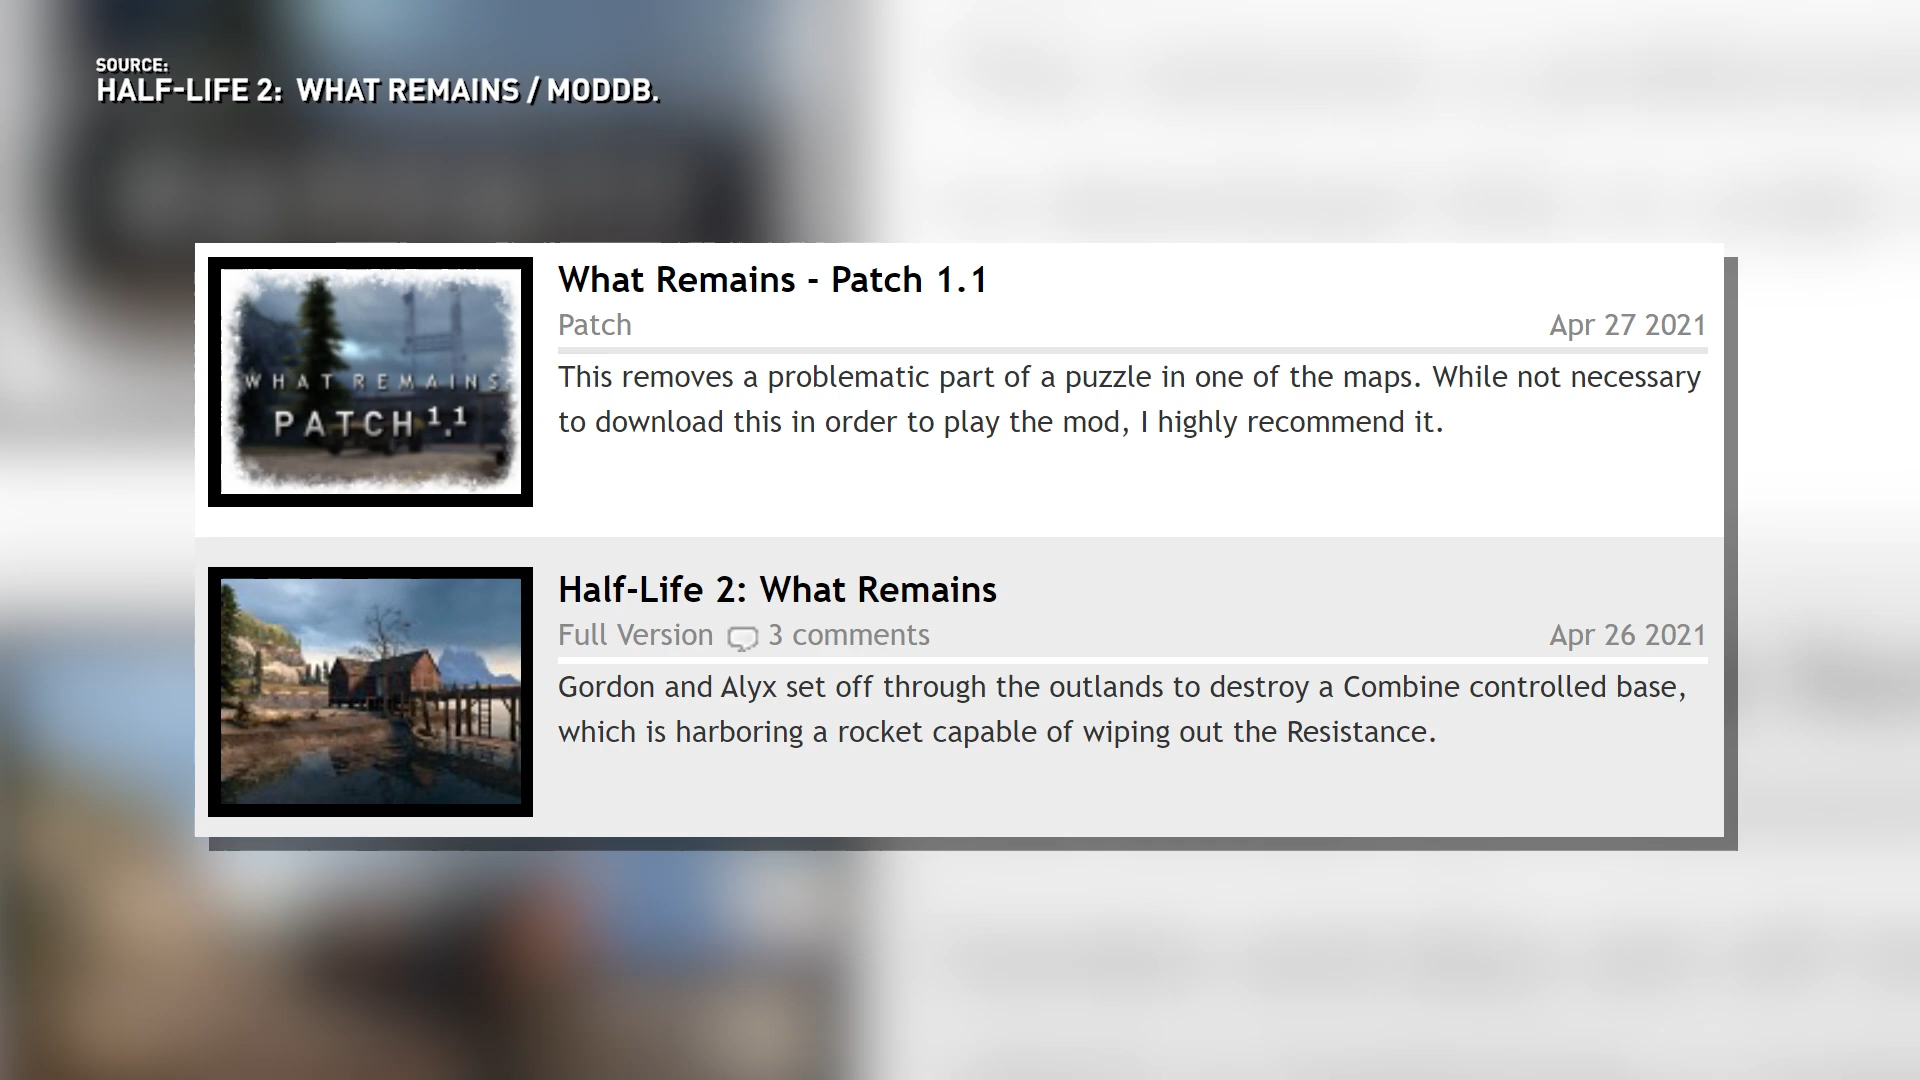 SOURCE:
HALF-LIFE 2: WHAT REMAINS / MODDB.
What Remains - Patch 1.1
Patch
Apr 27 2021
This removes a problematic part of a puzzle in one of the maps. While not necessary
to download this in order to play the mod, I highly recommend it.
WHAT REMAINS
PATCH 1.1
Half-Life 2: What Remains
Full Version 3 comments
Apr 26 2021
Gordon and Alyx set off through the outlands to destroy a Combine controlled base,
which is harboring a rocket capable of wiping out the Resistance.